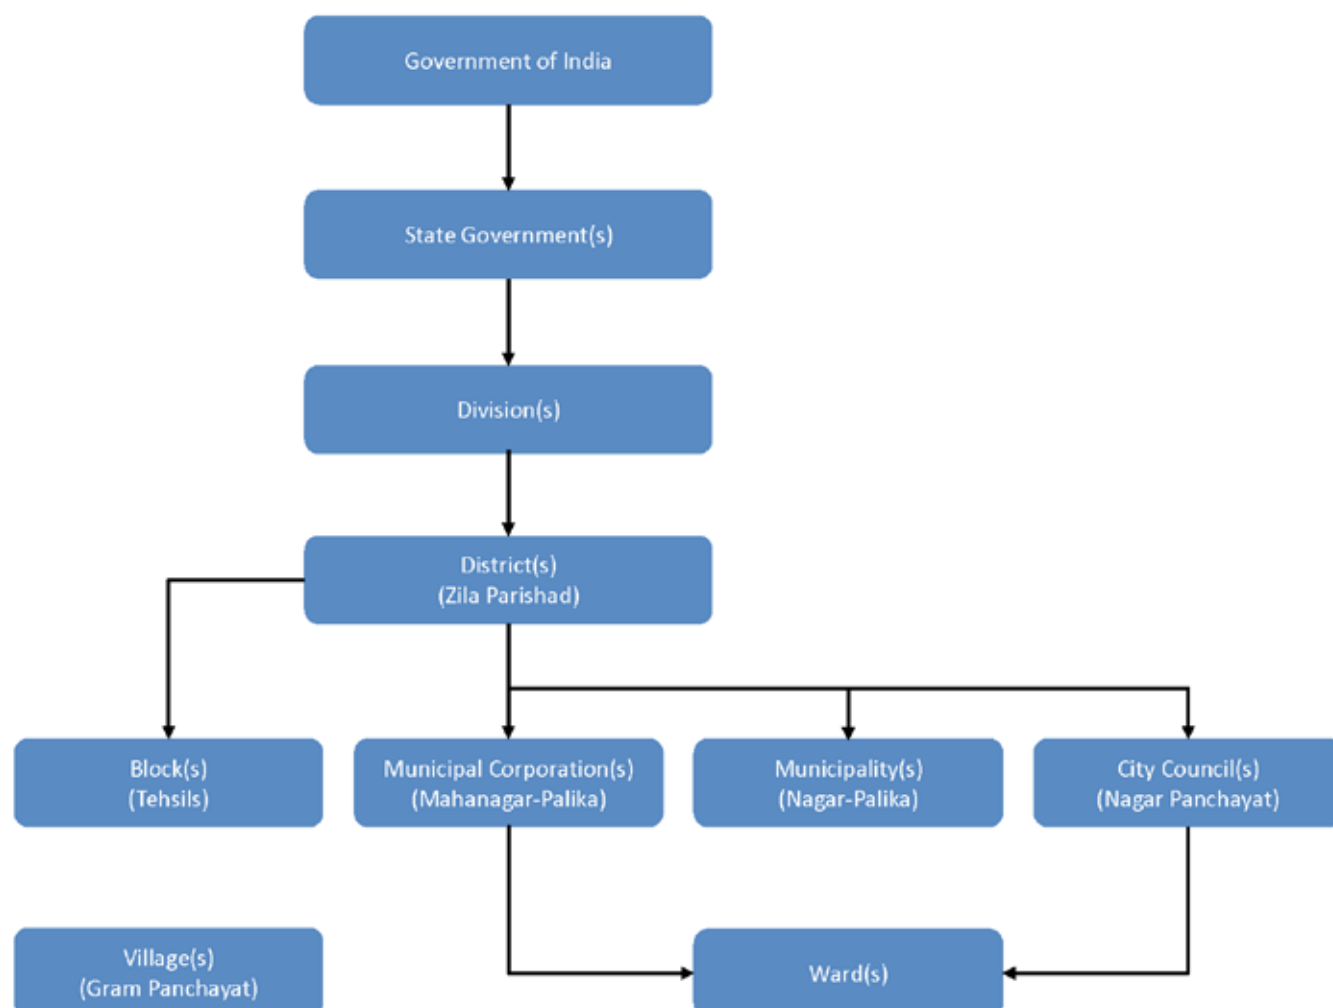 Government of India
State Government(s)
Division(s)
District(s)
(Zila Parishad)
Block(s)
(Tehsils)
Municipal Corporation(s)
(Mahanagar-Palika)
Municipality(s)
(Nagar-Palika)
City Council(s)
(Nagar Panchayat)
Village(s)
(Gram Panchayat)
Ward(s)